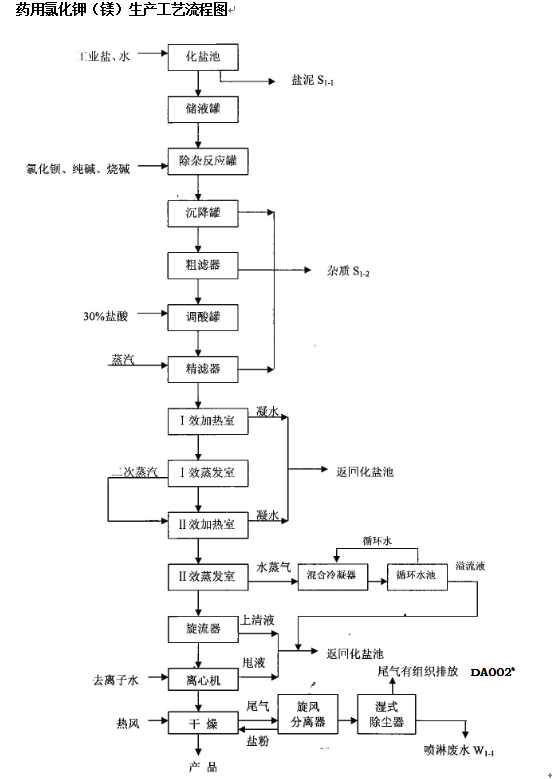 药用氯化钾（镁）生产工艺流程图
工业盐、水
化盐池
盐泥 S1-1
储液罐
氯化钡、纯碱、烧碱
除杂反应罐
沉降罐
粗滤器
杂质 S1-2
30%盐酸
调酸罐
蒸汽
精滤器
Ⅰ效加热室
凝水
二次蒸汽
Ⅰ效蒸发室
返回化盐池
Ⅱ效加热室
凝水
循环水
Ⅱ效蒸发室
水蒸气
混合冷凝器
循环水池
溢流液
旋流器
上清液
返回化盐池
去离子水
离心机
甩液
尾气有组织排放 DA002
热风
干燥
尾气
盐粉
旋风
分离器
湿式
除尘器
喷淋废水 W1-1
产品